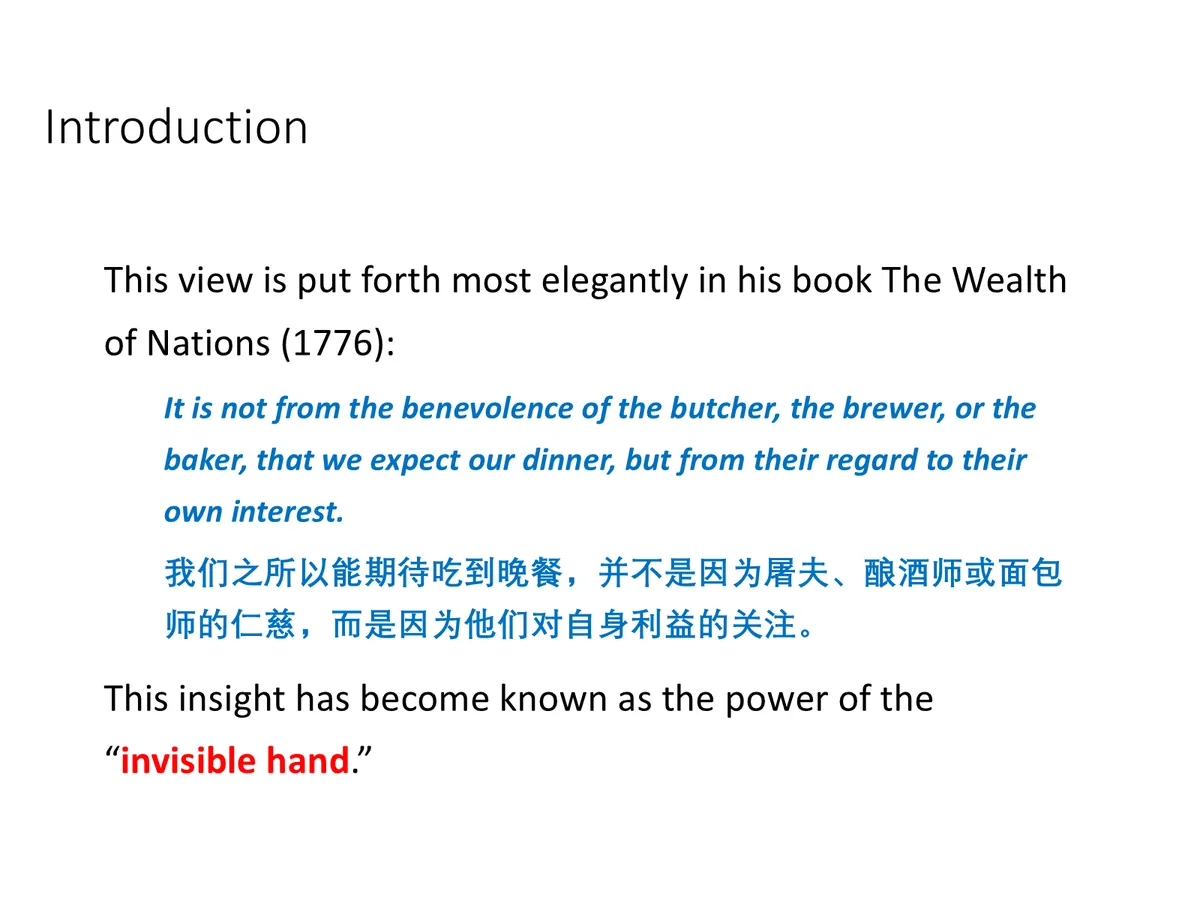 Introduction
This view is put forth most elegantly in his book The Wealth
of Nations (1776):
It is not from the benevolence of the butcher, the brewer, or the
baker, that we expect our dinner, but from their regard to their
own interest.
我们之所以能期待吃到晚餐，并不是因为屠夫、酿酒师或面包
师的仁慈，而是因为他们对自身利益的关注。
This insight has become known as the power of the
“invisible hand.”